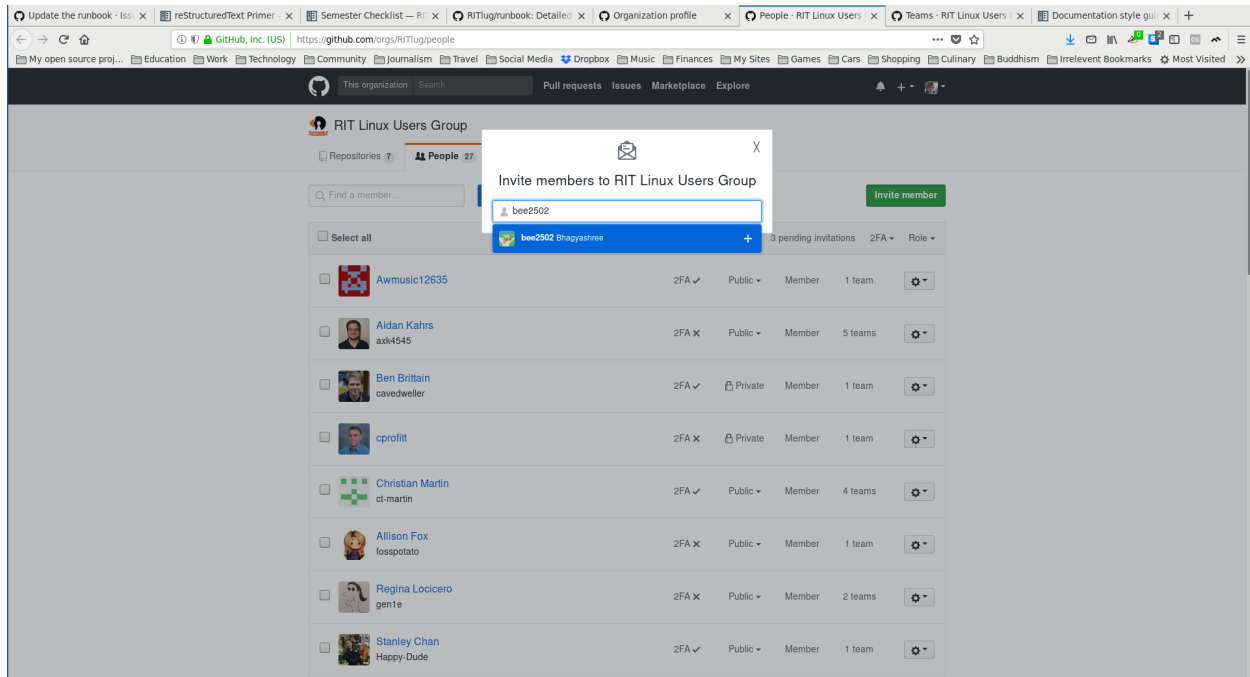 Update the runbook · Iss
reStructuredText Primer –
Semester Checklist — RI
RITlug/runbook: Detailed
Organization profile
People · RIT Linux Users
Teams · RIT Linux Users
Documentation style guid
GitHub, Inc. (US) https://github.com/orgs/RITlug/people
My open source proj... Education Work Technology Community Journalism Travel Social Media Dropbox Music Finances My Sites Games Cars Shopping Culinary Buddhism Irrelevent Bookmarks Most Visited
This organization Search Pull requests Issues Marketplace Explore
RIT Linux Users Group
Repositories 7 People 27
Invite members to RIT Linux Users Group
Find a member... Invite member
bee2502
bee2502 Bhagyashree
Select all 3 pending invitations 2FA Role
Awmusic12635 2FA Public Member 1 team
Aidan Kahrs
axk4545
2FA Public Member 5 teams
Ben Brittain
cavedweller
2FA Private Member 1 team
cprofitt 2FA Private Member 1 team
Christian Martin
ct-martin
2FA Public Member 4 teams
Allison Fox
fosspotato
2FA Public Member 1 team
Regina Locicero
gen1e
2FA Public Member 2 teams
Stanley Chan
Happy-Dude
2FA Public Member 1 team